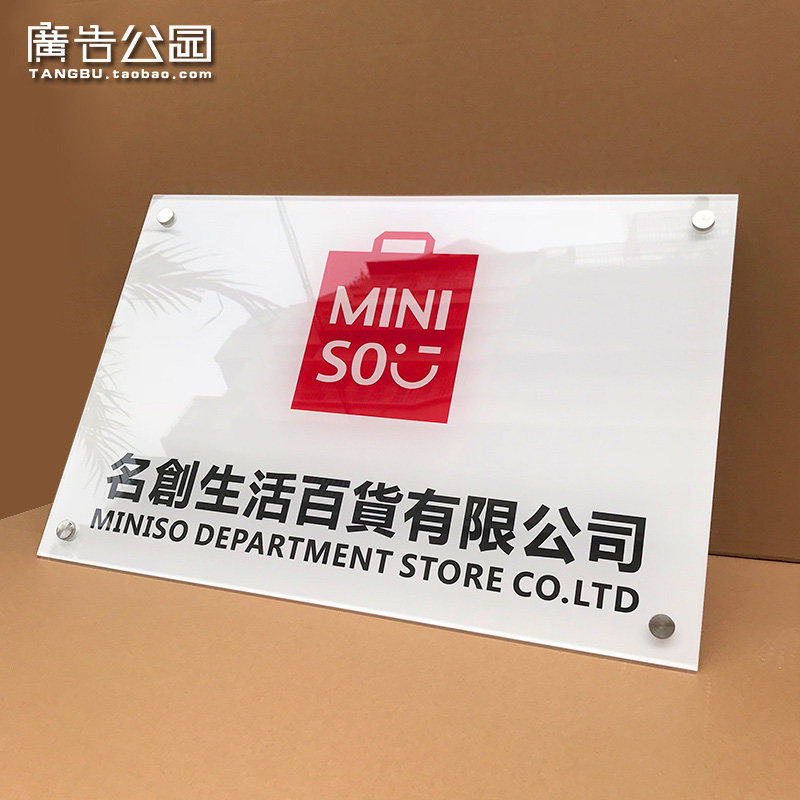 廣告公园
TANGBU.taobao.com
MINI
SO
名創生活百貨有限公司
MINISO DEPARTMENT STORE CO.LTD